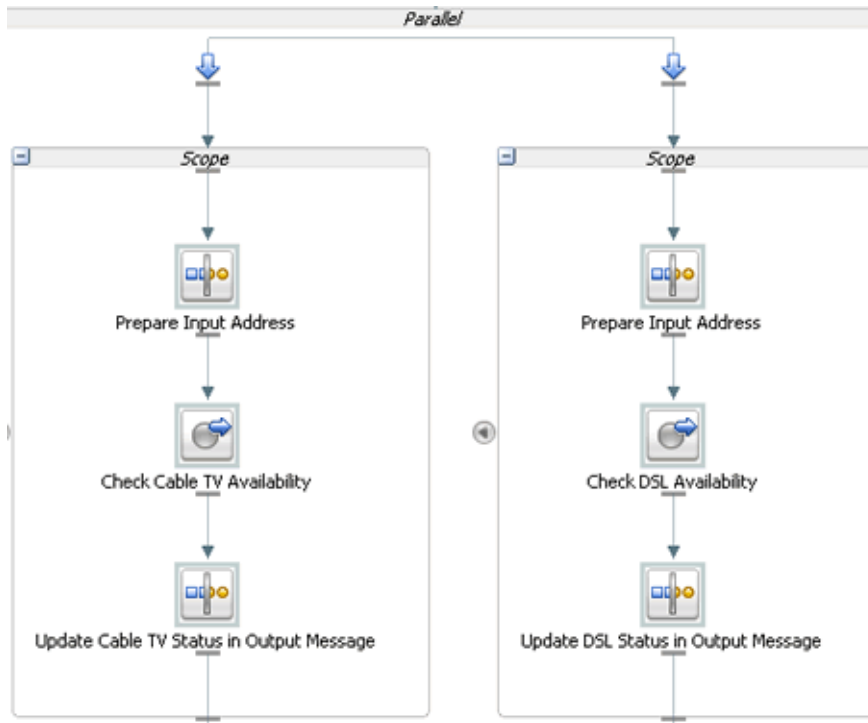 Parallel
Scope
Scope
Prepare Input Address
Prepare Input Address
Check Cable TV Availability
Check DSL Availability
Update Cable TV Status in Output Message
Update DSL Status in Output Message